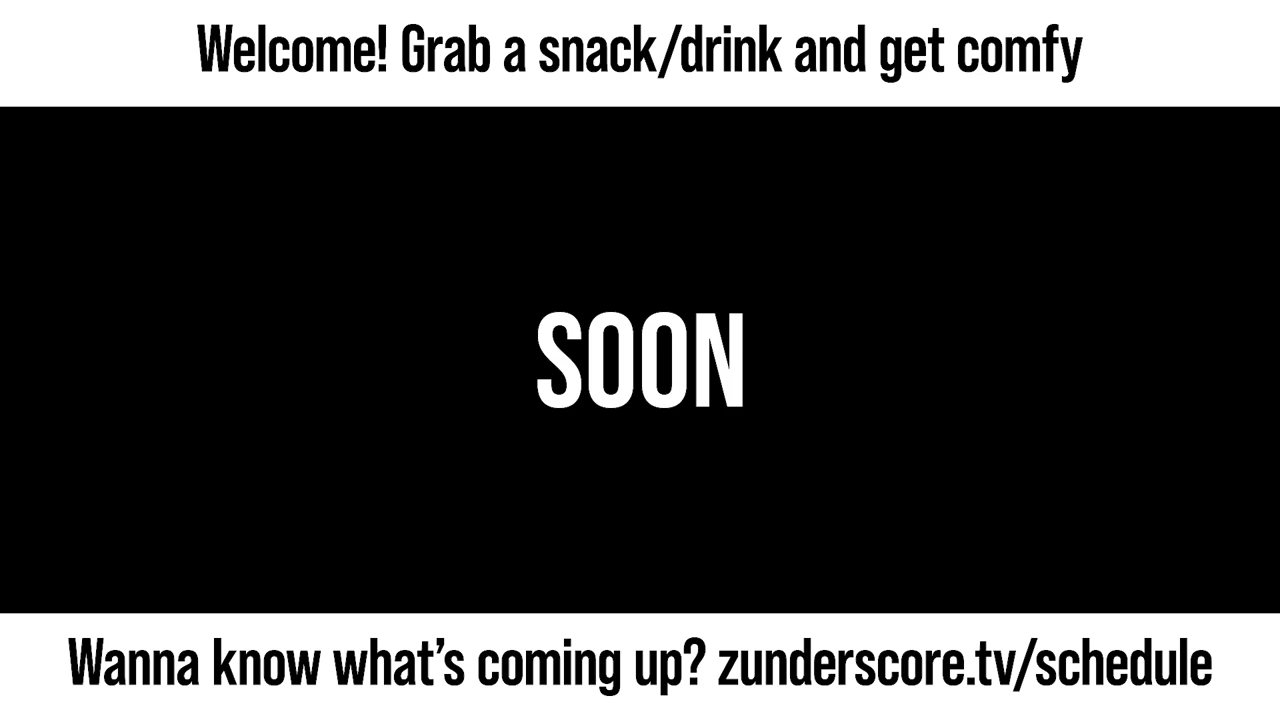 Welcome! Grab a snack/drink and get comfy
SOON
Wanna know what's coming up? zunderscore.tv/schedule